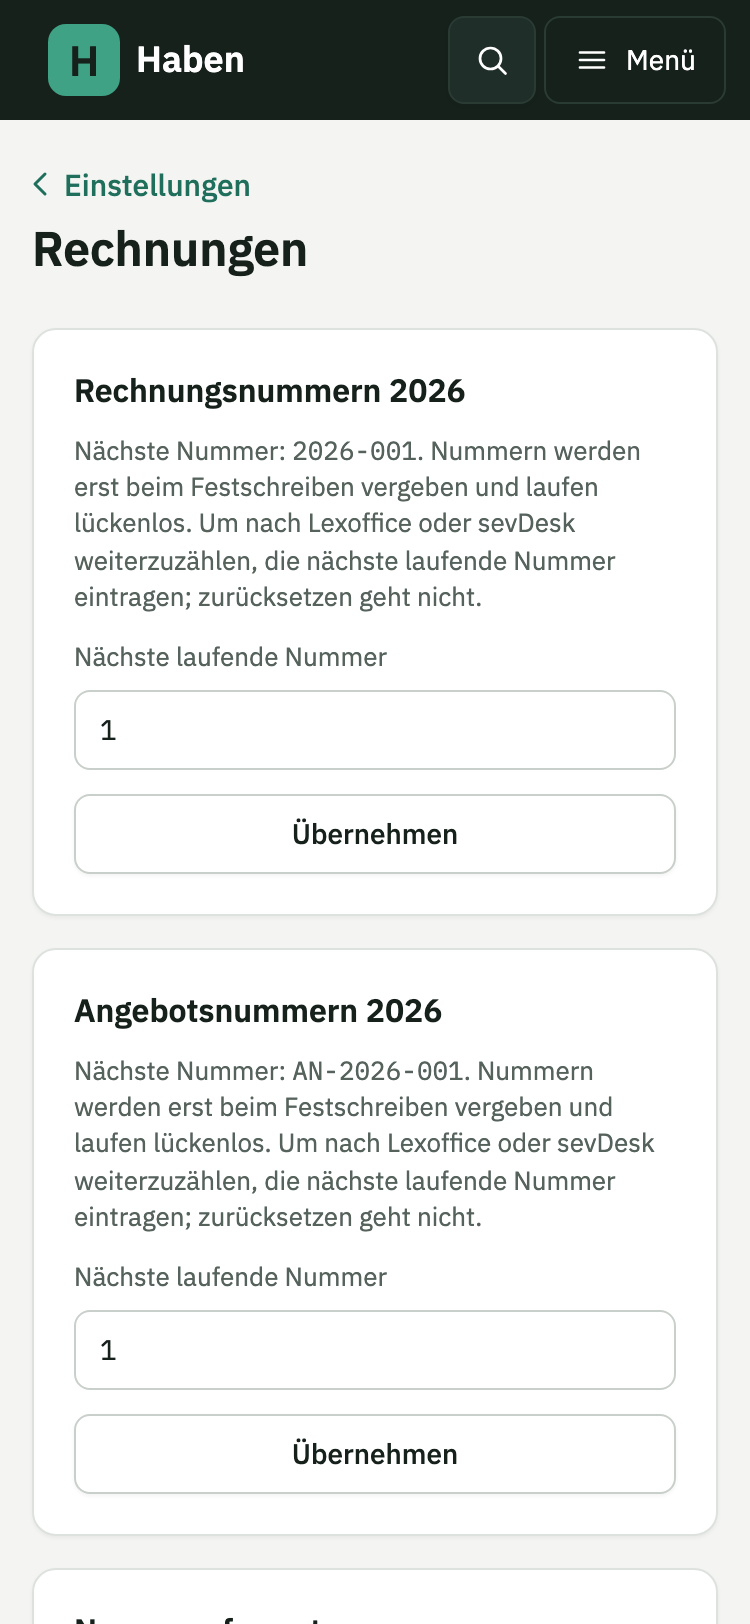 H Haben
Menü
Einstellungen
Rechnungen
Rechnungsnummern 2026
Nächste Nummer: 2026-001. Nummern werden
erst beim Festschreiben vergeben und laufen
lückenlos. Um nach Lexoffice oder sevDesk
weiterzuzählen, die nächste laufende Nummer
eintragen; zurücksetzen geht nicht.
Nächste laufende Nummer
1
Übernehmen
Angebotsnummern 2026
Nächste Nummer: AN-2026-001. Nummern
werden erst beim Festschreiben vergeben und
laufen lückenlos. Um nach Lexoffice oder sevDesk
weiterzuzählen, die nächste laufende Nummer
eintragen; zurücksetzen geht nicht.
Nächste laufende Nummer
1
Übernehmen